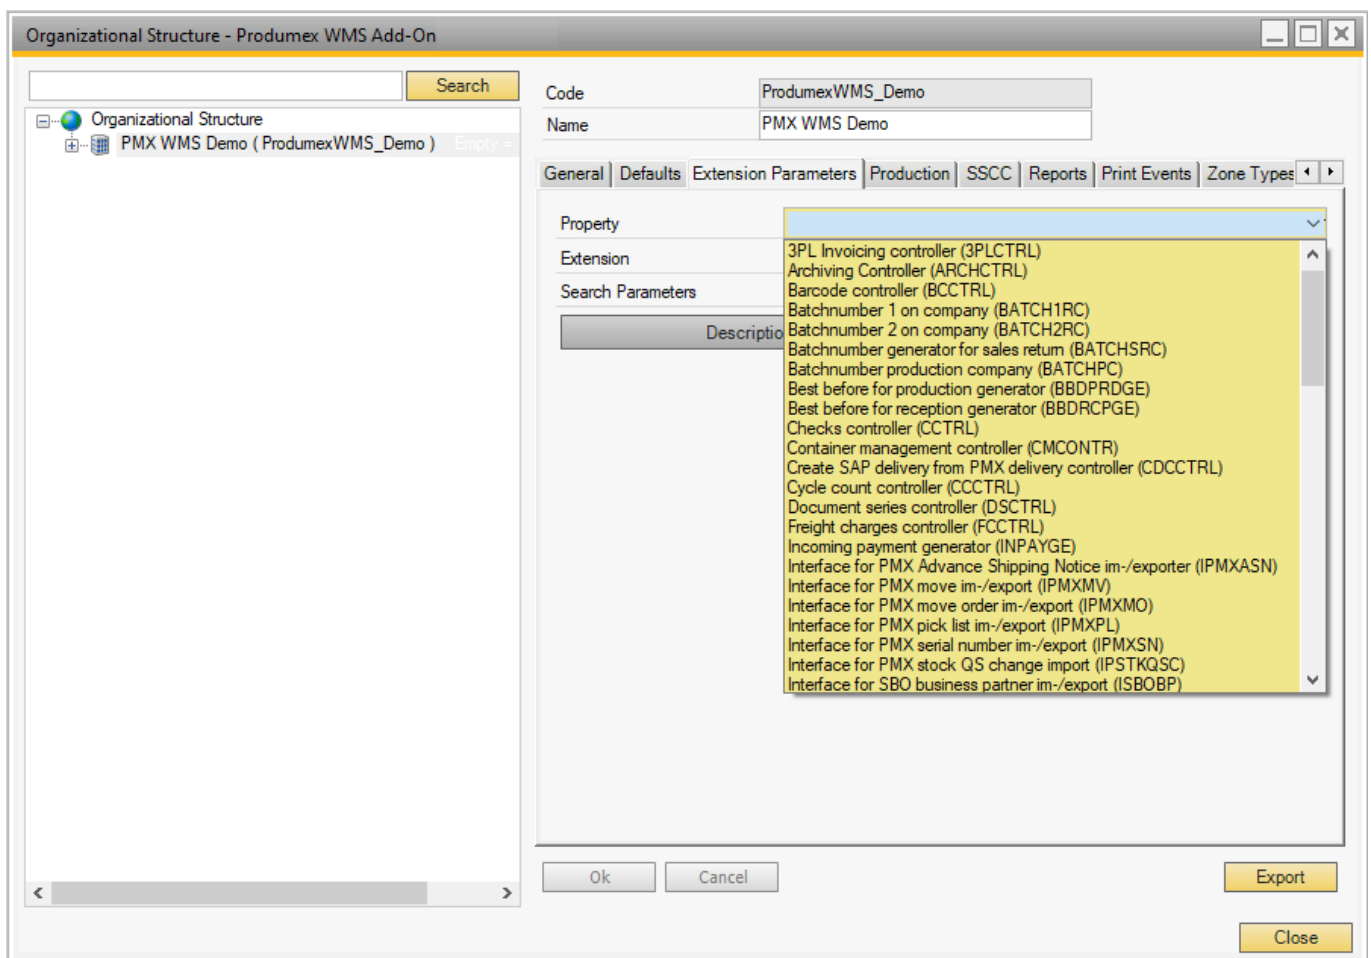 Organizational Structure - Produmex WMS Add-On
Search
Organizational Structure
PMX WMS Demo ( ProdumexWMS_Demo ) - Empty =
Code
ProdumexWMS_Demo
Name
PMX WMS Demo
General
Defaults
Extension Parameters
Production
SSCC
Reports
Print Events
Zone Types
Property
Extension
Search Parameters
Descriptio
3PL Invoicing controller (3PLCTRL)
Archiving Controller (ARCHCTRL)
Barcode controller (BCCTRL)
Batchnumber 1 on company (BATCH1RC)
Batchnumber 2 on company (BATCH2RC)
Batchnumber generator for sales return (BATCHSRC)
Batchnumber production company (BATCHPC)
Best before for production generator (BBDPRDGE)
Best before for reception generator (BBDRCPGE)
Checks controller (CCTRL)
Container management controller (CMCONTR)
Create SAP delivery from PMX delivery controller (CDCCTRL)
Cycle count controller (CCCTRL)
Document series controller (DSCTRL)
Freight charges controller (FCCTRL)
Incoming payment generator (INPAYGE)
Interface for PMX Advance Shipping Notice im-/exporter (IPMXASN)
Interface for PMX move im-/export (IPMXMV)
Interface for PMX move order im-/export (IPMXMO)
Interface for PMX pick list im-/export (IPMXPL)
Interface for PMX serial number im-/export (IPMXSN)
Interface for PMX stock QS change import (IPSTKQSC)
Interface for SBO business partner im-/export (ISBOBP)
Ok
Cancel
Export
Close